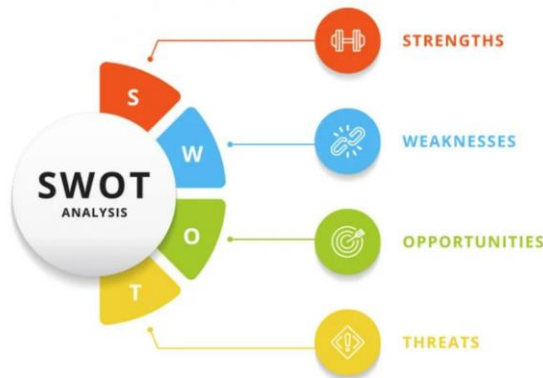 SWOT
ANALYSIS
S
W
O
T
STRENGTHS
WEAKNESSES
OPPORTUNITIES
THREATS